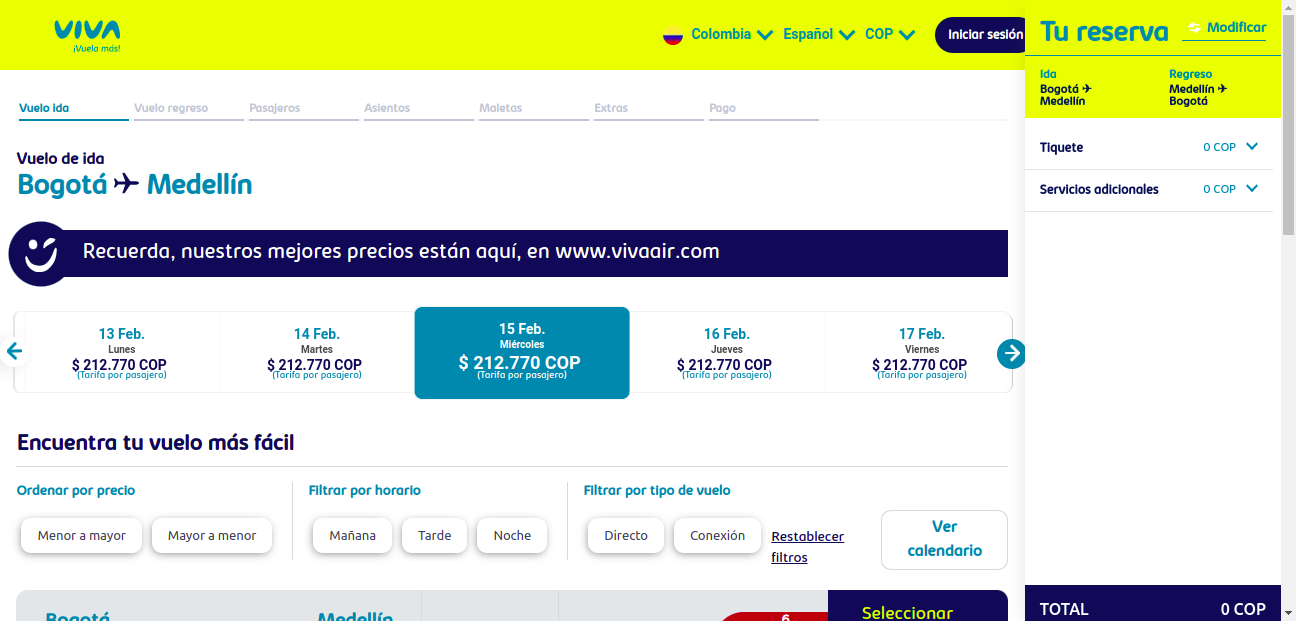 VIVA
¡Vuela más!
Colombia
Español
COP
Iniciar sesión
Tu reserva
Modificar
Ida
Bogotá ✈
Medellín
Regreso
Medellín ✈
Bogotá
Tiquete
0 COP
Servicios adicionales
0 COP
Vuelo ida
Vuelo regreso
Pasajeros
Asientos
Maletas
Extras
Pago
Vuelo de ida
Bogotá ✈ Medellín
Recuerda, nuestros mejores precios están aquí, en www.vivaair.com
13 Feb.
Lunes
$ 212.770 COP
(Tarifa por pasajero)
14 Feb.
Martes
$ 212.770 COP
(Tarifa por pasajero)
15 Feb.
Miércoles
$ 212.770 COP
(Tarifa por pasajero)
16 Feb.
Jueves
$ 212.770 COP
(Tarifa por pasajero)
17 Feb.
Viernes
$ 212.770 COP
(Tarifa por pasajero)
Encuentra tu vuelo más fácil
Ordenar por precio
Menor a mayor
Mayor a menor
Filtrar por horario
Mañana
Tarde
Noche
Filtrar por tipo de vuelo
Directo
Conexión
Restablecer
filtros
Ver
calendario
Bogotá
Medellín
6
Seleccionar
TOTAL
0 COP